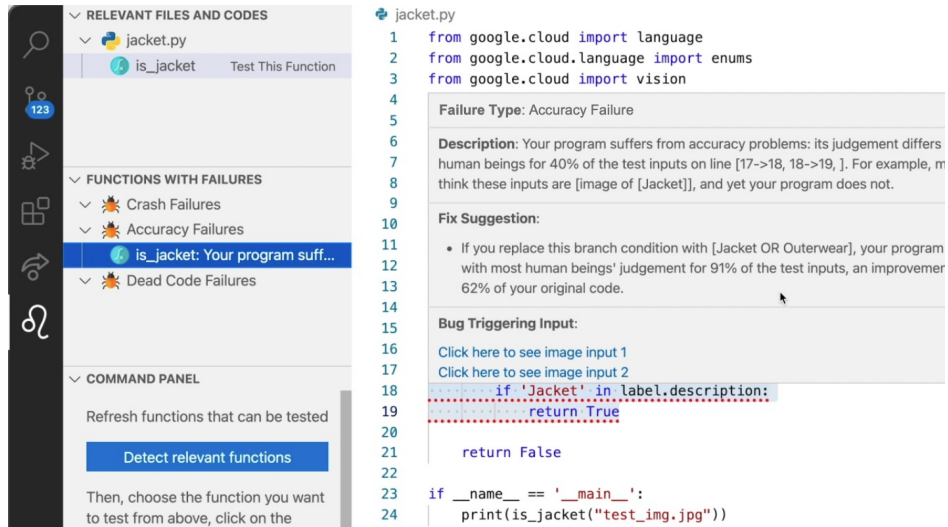 RELEVANT FILES AND CODES
jacket.py
is_jacket Test This Function
123
FUNCTIONS WITH FAILURES
Crash Failures
Accuracy Failures
is_jacket: Your program suff...
Dead Code Failures
COMMAND PANEL
Refresh functions that can be tested
Detect relevant functions
Then, choose the function you want
to test from above, click on the
jacket.py
1 from google.cloud import language
2 from google.cloud.language import enums
3 from google.cloud import vision
4
5
6
7
8
9
10
11
12
13
14
15
16
17
Failure Type: Accuracy Failure
Description: Your program suffers from accuracy problems: its judgement differs
human beings for 40% of the test inputs on line [17->18, 18->19, ]. For example, m
think these inputs are [image of [Jacket]], and yet your program does not.
Fix Suggestion:
• If you replace this branch condition with [Jacket OR Outerwear], your program
with most human beings' judgement for 91% of the test inputs, an improvemen
62% of your original code.
Bug Triggering Input:
Click here to see image input 1
Click here to see image input 2
18 if 'Jacket' in label.description:
19 return True
20
21 return False
22
23 if __name__ == '__main__':
24 print(is_jacket("test_img.jpg"))